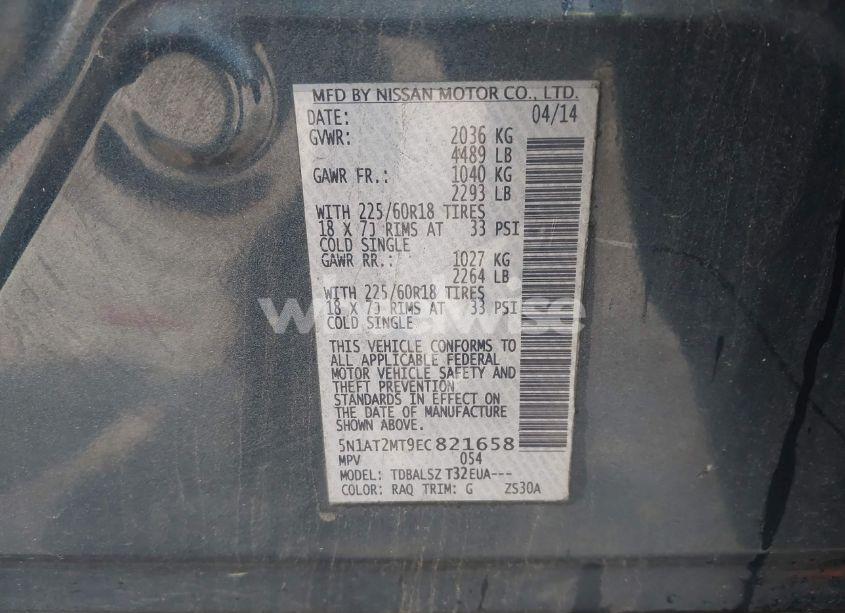 MFD BY NISSAN MOTOR CO., LTD.
DATE: 04/14
GVWR: 2036 KG
4489 LB
GAWR FR.: 1040 KG
2293 LB
WITH 225/60R18 TIRES
18 X 7J RIMS AT 33 PSI
COLD SINGLE
GAWR RR.: 1027 KG
2264 LB
WITH 225/60R18 TIRES
18 X 7J RIMS AT 33 PSI
COLD SINGLE
THIS VEHICLE CONFORMS TO
ALL APPLICABLE FEDERAL
MOTOR VEHICLE SAFETY AND
THEFT PREVENTION
STANDARDS IN EFFECT ON
THE DATE OF MANUFACTURE
SHOWN ABOVE.
5N1AT2MT9EC821658
MPV 054
MODEL: TDBALSZ T32EUA---
COLOR: RAQ TRIM: G ZS30A